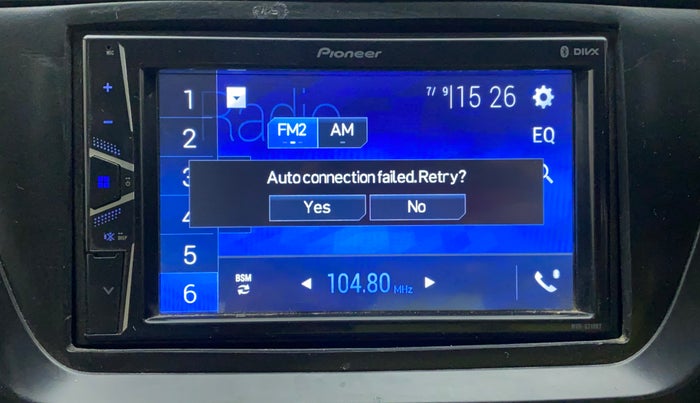 Pioneer
DIVX
1
Radio
7/ 9 15 26
2
FM2
AM
EQ
3
Auto connection failed. Retry?
Yes
No
4
5
BSM
104.80 MHz
6
DISP